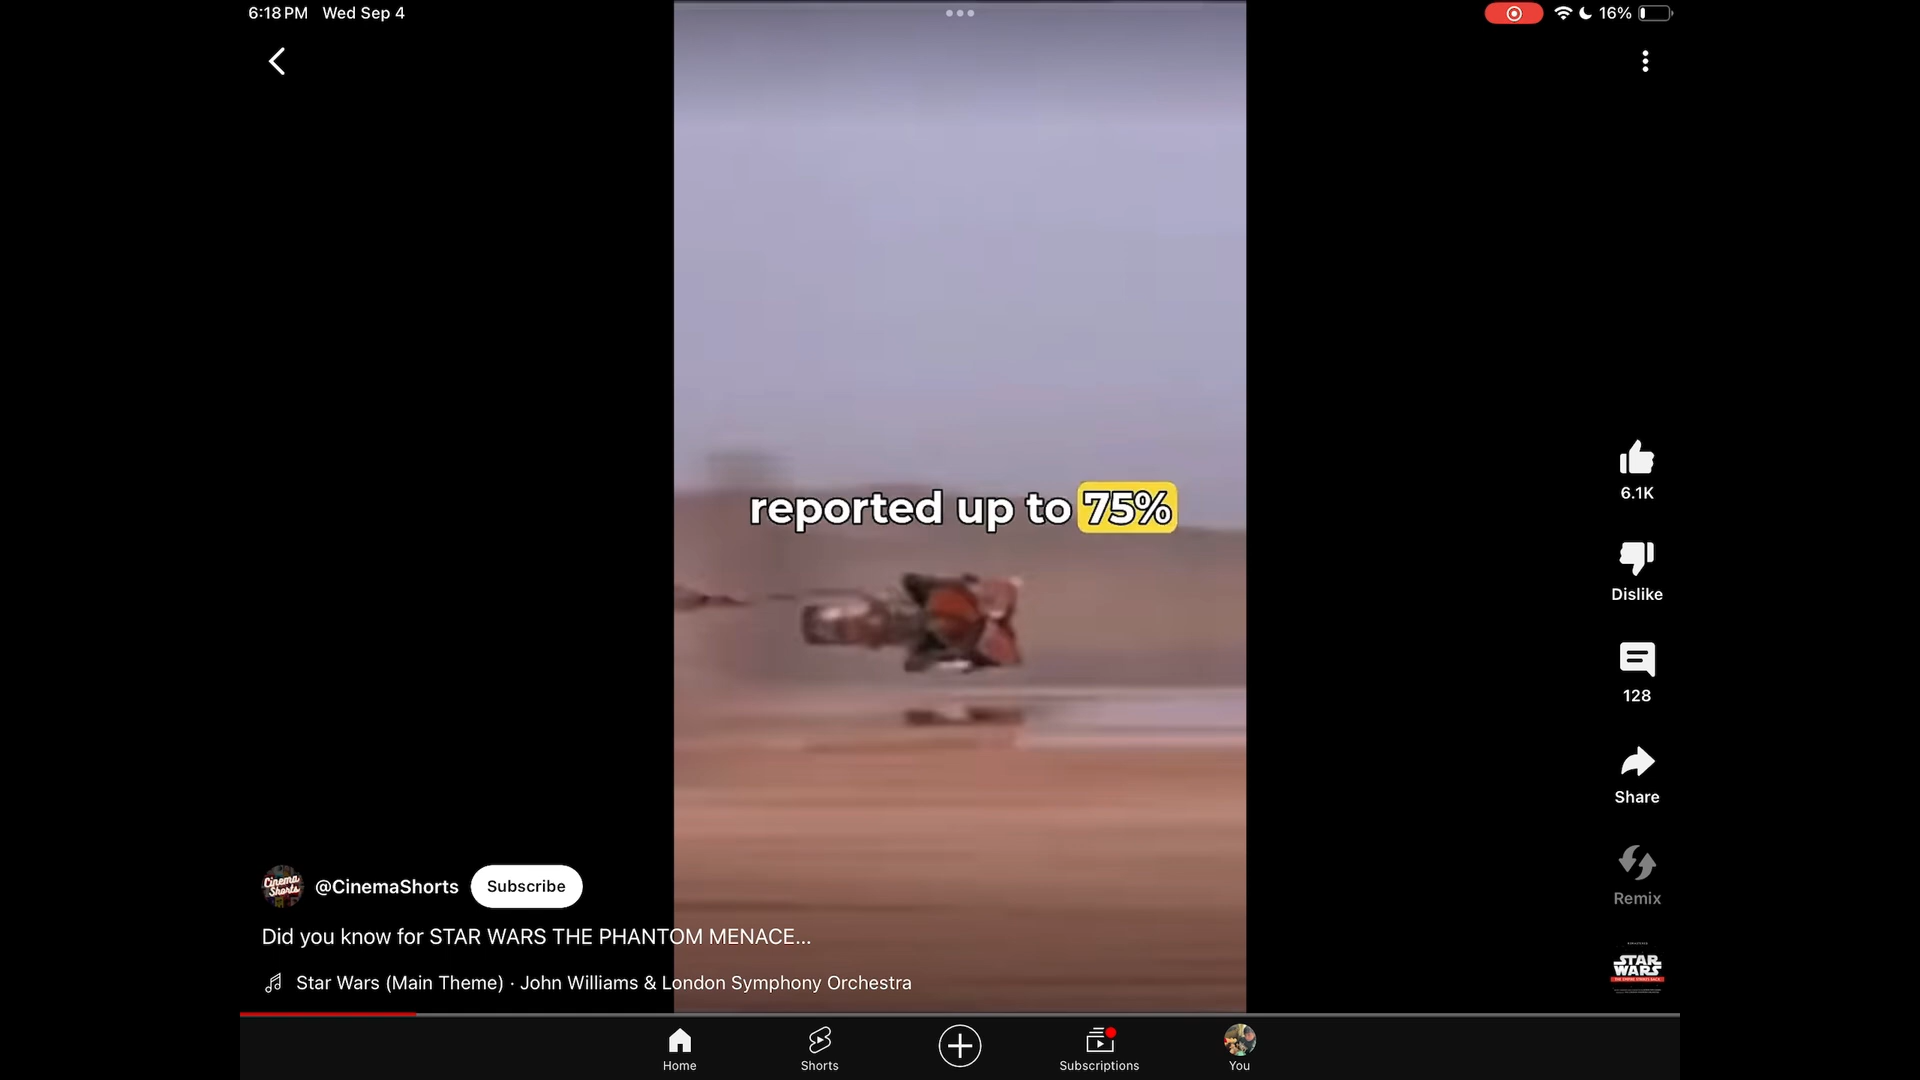 6:18 PM Wed Sep 4
16%
reported up to 75%
6.1K
Dislike
128
Share
Remix
Cinema
Shorts
@CinemaShorts
Subscribe
Did you know for STAR WARS THE PHANTOM MENACE...
Star Wars (Main Theme) · John Williams & London Symphony Orchestra
STAR
WARS
Home
Shorts
Subscriptions
You